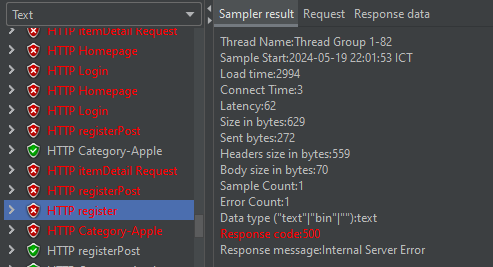 Text
HTTP itemDetail Request
HTTP Homepage
HTTP Login
HTTP Homepage
HTTP Login
HTTP registerPost
HTTP Category-Apple
HTTP itemDetail Request
HTTP registerPost
HTTP register
HTTP Category-Apple
HTTP registerPost
Sampler result Request Response data
Thread Name:Thread Group 1-82
Sample Start:2024-05-19 22:01:53 ICT
Load time:2994
Connect Time:3
Latency:62
Size in bytes:629
Sent bytes:272
Headers size in bytes:559
Body size in bytes:70
Sample Count:1
Error Count:1
Data type ("text"|"bin"|""):text
Response code:500
Response message:Internal Server Error